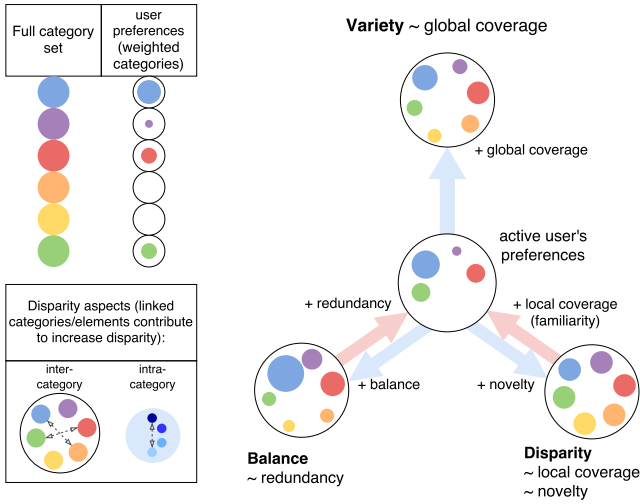 Full category
set
user
preferences
(weighted
categories)
Disparity aspects (linked
categories/elements contribute
to increase disparity):
inter-
category
intra-
category
Variety ~ global coverage
+ global coverage
active user's
preferences
+ redundancy
+ local coverage
(familiarity)
+ balance
+ novelty
Balance
~ redundancy
Disparity
~ local coverage
~ novelty